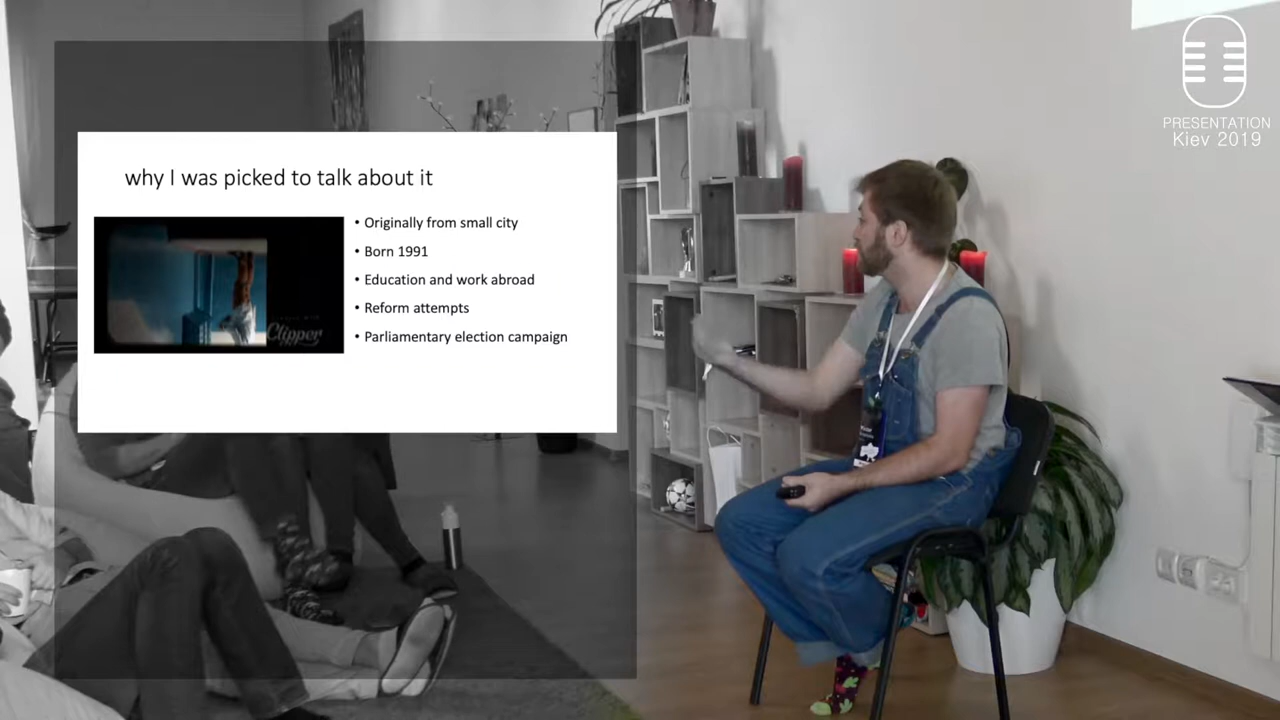 why I was picked to talk about it
• Originally from small city
• Born 1991
• Education and work abroad
• Reform attempts
• Parliamentary election campaign
Clipper
PRESENTATION
Kiev 2019